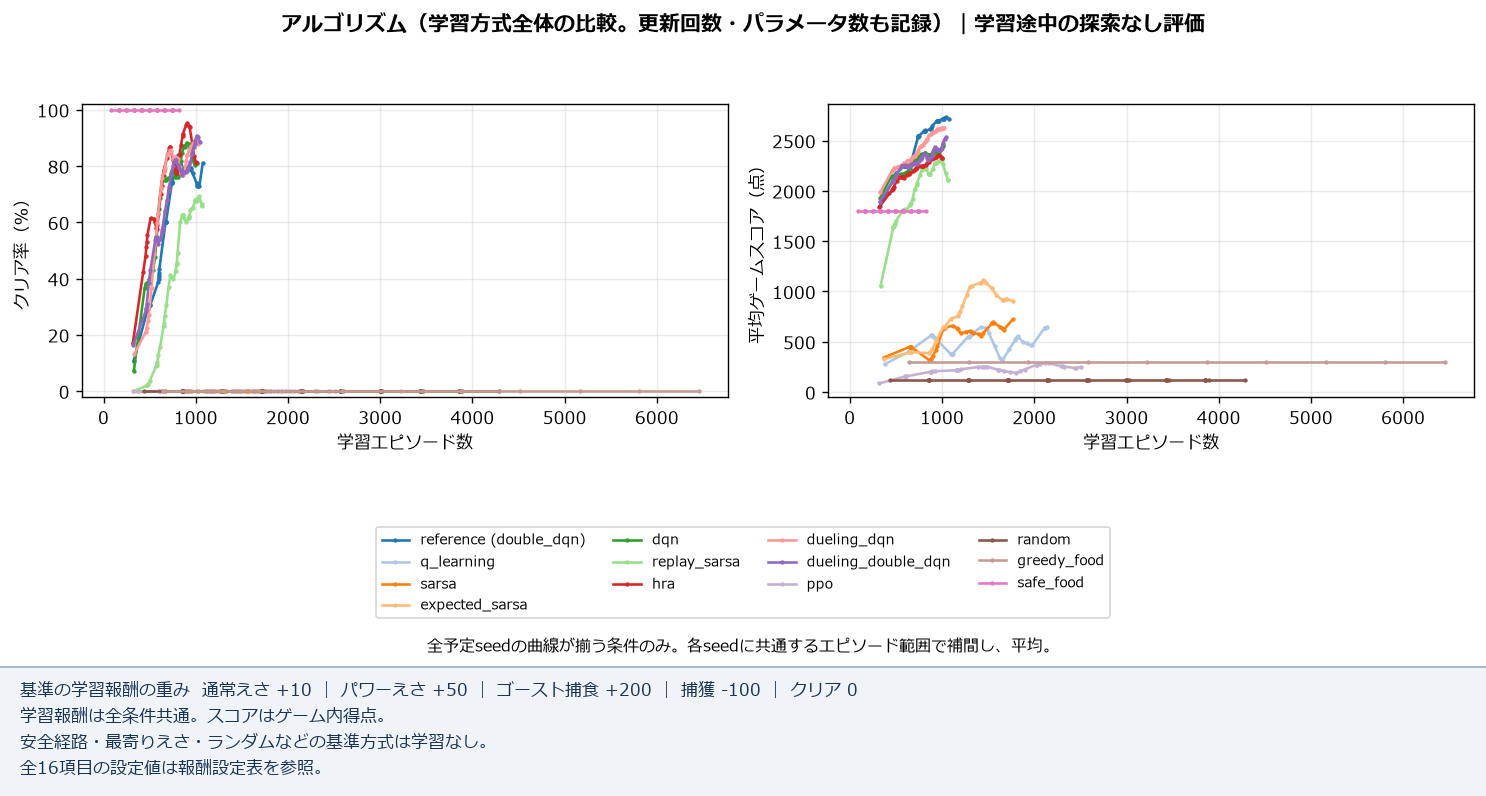 アルゴリズム（学習方式全体の比較。更新回数・パラメータ数も記録）｜学習途中の探索なし評価
クリア率（%）
100
80
60
40
20
0
0 1000 2000 3000 4000 5000 6000
学習エピソード数
平均ゲームスコア（点）
2500
2000
1500
1000
500
0
0 1000 2000 3000 4000 5000 6000
学習エピソード数
reference (double_dqn)
q_learning
sarsa
expected_sarsa
dqn
replay_sarsa
hra
dueling_dqn
dueling_double_dqn
ppo
random
greedy_food
safe_food
全予定seedの曲線が揃う条件のみ。各seedに共通するエピソード範囲で補間し、平均。
基準の学習報酬の重み 通常えさ +10 ｜ パワーえさ +50 ｜ ゴースト捕食 +200 ｜ 捕獲 -100 ｜ クリア 0
学習報酬は全条件共通。スコアはゲーム内得点。
安全経路・最寄りえさ・ランダムなどの基準方式は学習なし。
全16項目の設定値は報酬設定表を参照。